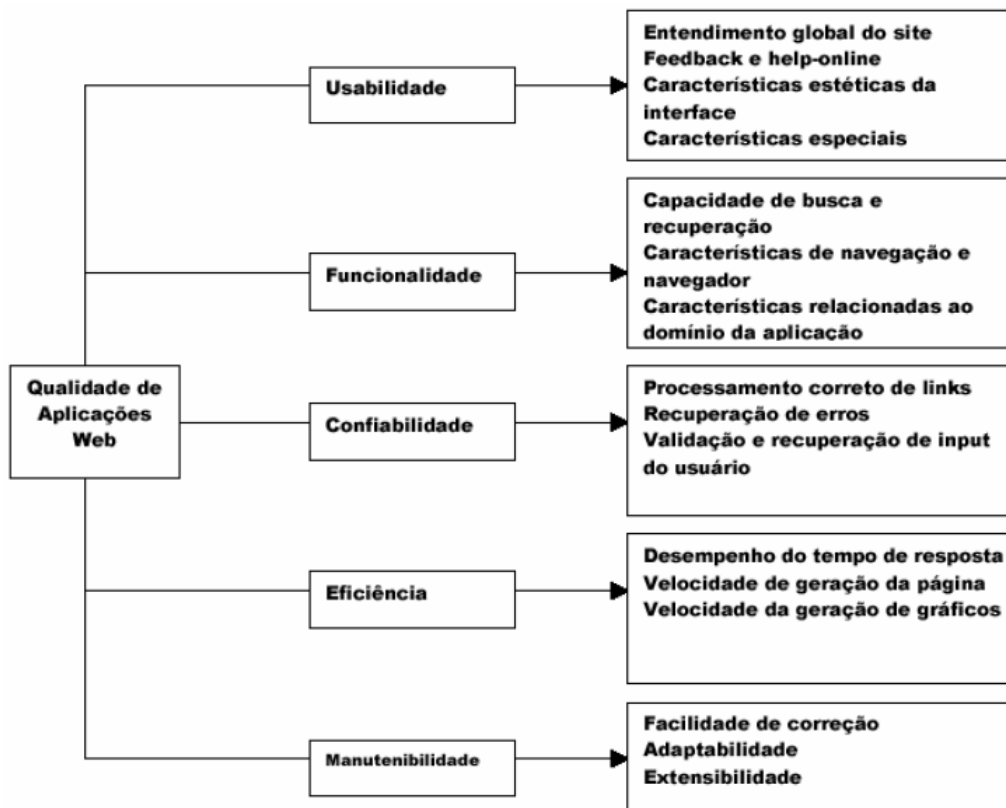 Qualidade de
Aplicações
Web
Usabilidade
Entendimento global do site
Feedback e help-online
Características estéticas da
interface
Características especiais
Funcionalidade
Capacidade de busca e
recuperação
Características de navegação e
navegador
Características relacionadas ao
domínio da aplicação
Confiabilidade
Processamento correto de links
Recuperação de erros
Validação e recuperação de input
do usuário
Eficiência
Desempenho do tempo de resposta
Velocidade de geração da página
Velocidade da geração de gráficos
Manutenibilidade
Facilidade de correção
Adaptabilidade
Extensibilidade